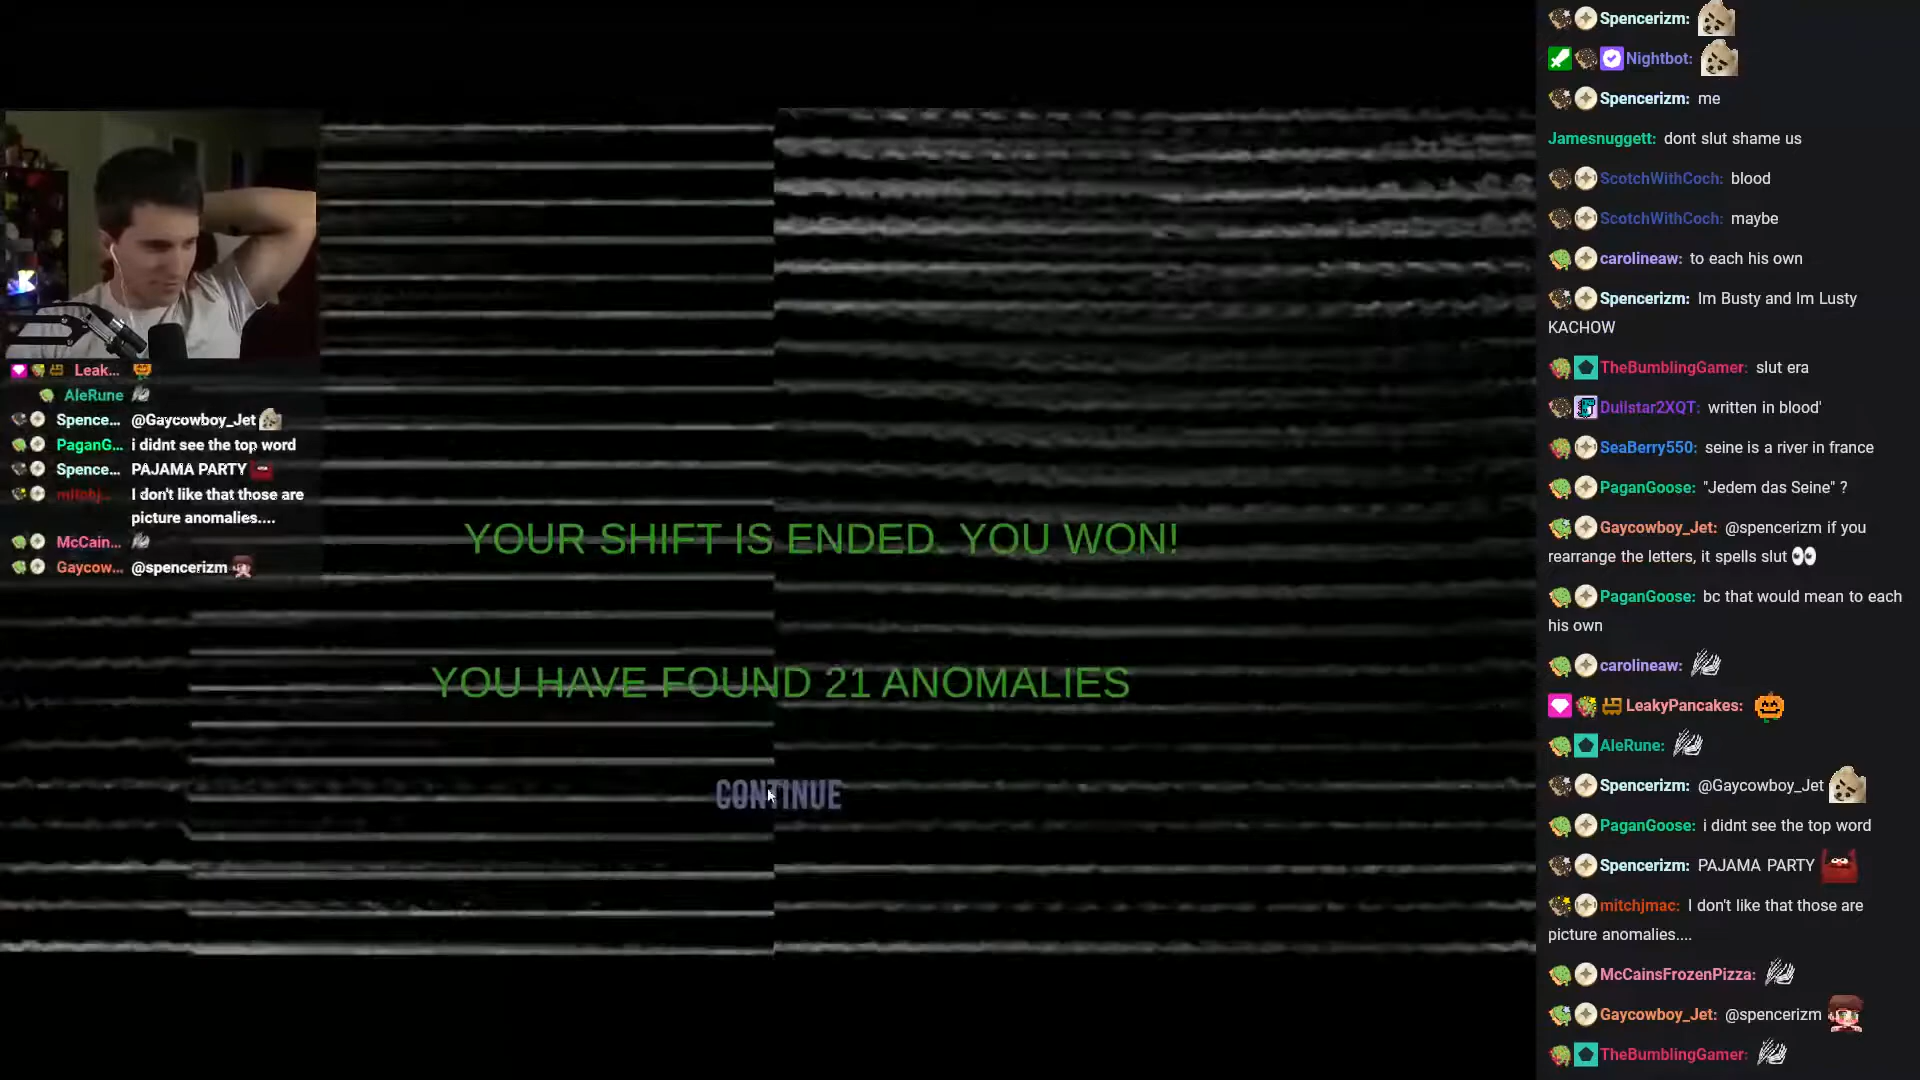 Leak...
AleRune
Spence... @Gaycowboy_Jet
PaganG... i didnt see the top word
Spence... PAJAMA PARTY
mitchj... I don't like that those are
picture anomalies....
McCain...
Gaycow... @spencerizm
YOUR SHIFT IS ENDED. YOU WON!
YOU HAVE FOUND 21 ANOMALIES
CONTINUE
Spencerizm:
Nightbot:
Spencerizm: me
Jamesnuggett: dont slut shame us
ScotchWithCoch: blood
ScotchWithCoch: maybe
carolineaw: to each his own
Spencerizm: Im Busty and Im Lusty
KACHOW
TheBumblingGamer: slut era
Dullstar2XQT: written in blood'
SeaBerry550: seine is a river in france
PaganGoose: "Jedem das Seine" ?
Gaycowboy_Jet: @spencerizm if you
rearrange the letters, it spells slut
PaganGoose: bc that would mean to each
his own
carolineaw:
LeakyPancakes:
AleRune:
Spencerizm: @Gaycowboy_Jet
PaganGoose: i didnt see the top word
Spencerizm: PAJAMA PARTY
mitchjmac: I don't like that those are
picture anomalies....
McCainsFrozenPizza:
Gaycowboy_Jet: @spencerizm
TheBumblingGamer: